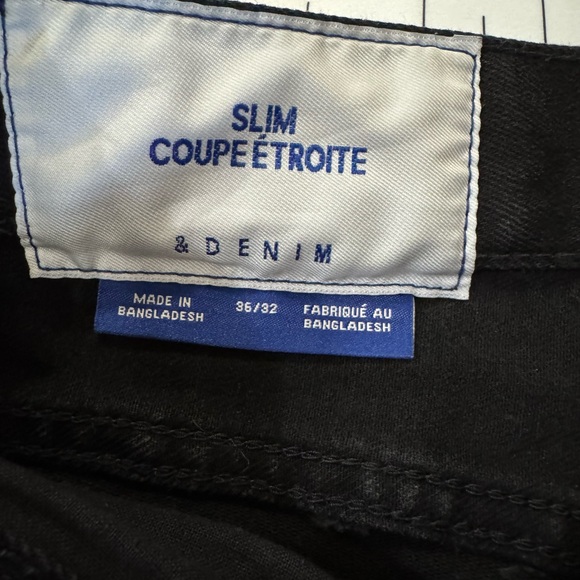 SLIM
COUPE ÉTROITE
& DENIM
MADE IN
BANGLADESH
36/32
FABRIQUÉ AU
BANGLADESH